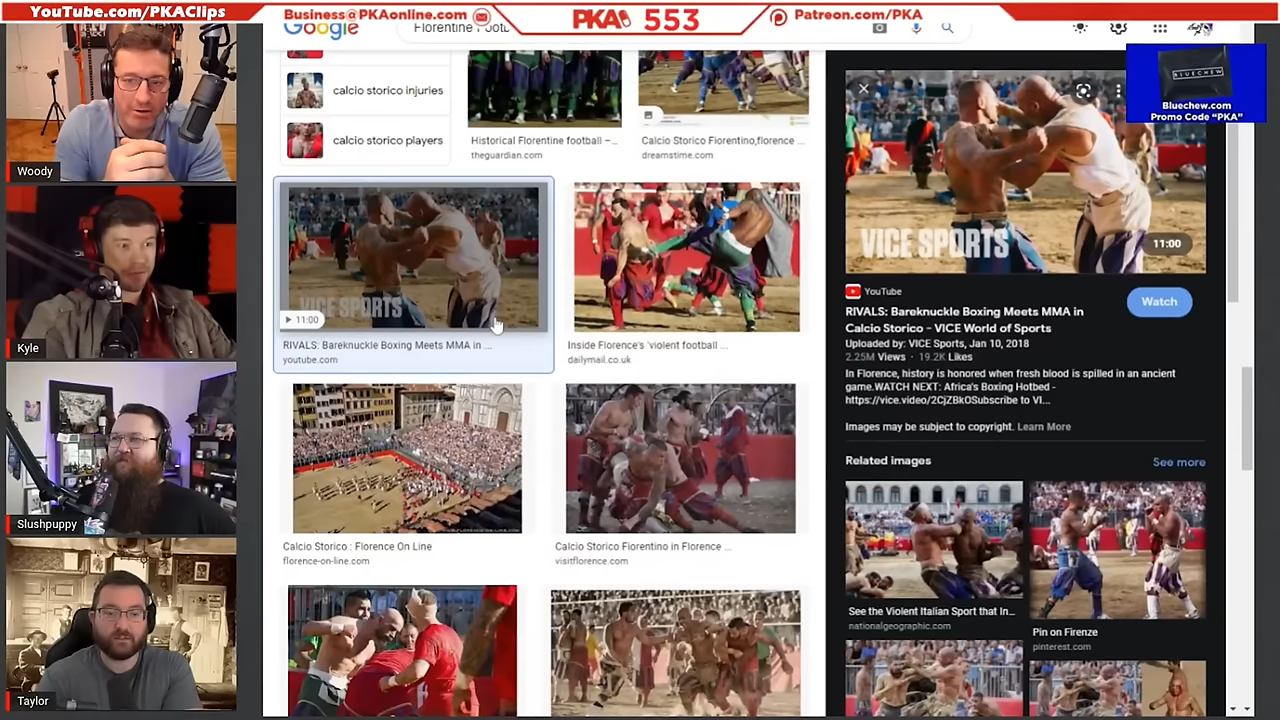 YouTube.com/PKAClips
Business@PKAonline.com
PKA 553
Patreon.com/PKA
Google
Florentine Footb
BLUECHEW
Bluechew.com
Promo Code "PKA"
Woody
Kyle
Slushpuppy
Taylor
calcio storico injuries
calcio storico players
Historical Florentine football – ...
theguardian.com
Calcio Storico Fiorentino,florence ...
dreamstime.com
VICE SPORTS
11:00
RIVALS: Bareknuckle Boxing Meets MMA in ...
youtube.com
Inside Florence's 'violent football ...
dailymail.co.uk
Calcio Storico : Florence On Line
florence-on-line.com
Calcio Storico Fiorentino in Florence ...
visitflorence.com
VICE SPORTS
11:00
YouTube
Watch
RIVALS: Bareknuckle Boxing Meets MMA in
Calcio Storico - VICE World of Sports
Uploaded by: VICE Sports, Jan 10, 2018
2.25M Views · 19.2K Likes
In Florence, history is honored when fresh blood is spilled in an ancient
game.WATCH NEXT: Africa's Boxing Hotbed -
https://vice.video/2CjZBkOSubscribe to VI...
Images may be subject to copyright. Learn More
Related images
See more
See the Violent Italian Sport that In...
nationalgeographic.com
Pin on Firenze
pinterest.com